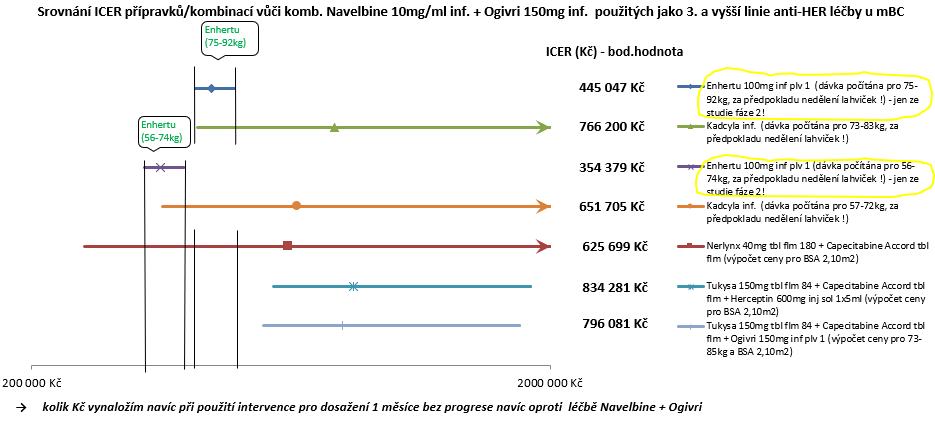 Srovnání ICER přípravků/kombinací vůči komb. Navelbine 10mg/ml inf. + Ogivri 150mg inf.  použitých jako 3. a vyšší linie anti-HER léčby u mBC
Enhertu
(75-92kg)
ICER (Kč) - bod.hodnota
445 047 Kč
Enhertu 100mg inf plv 1  (dávka počítána pro 75-
92kg, za předpokladu nedělení lahviček !) - jen ze
studie fáze 2!
Enhertu
(56-74kg)
766 200 Kč
Kadcyla inf.  (dávka počítána pro 73-83kg, za
předpokladu nedělení lahviček !)
354 379 Kč
Enhertu 100mg inf plv 1 (dávka počítána pro 56-
74kg, za předpokladu nedělení lahviček !) - jen ze
studie fáze 2!
651 705 Kč
Kadcyla inf.  (dávka počítána pro 57-72kg, za
předpokladu nedělení lahviček !)
625 699 Kč
Nerlynx 40mg tbl flm 180 + Capecitabine Accord tbl
flm (výpočet ceny pro BSA 2,10m2)
834 281 Kč
Tukysa 150mg tbl flm 84 + Capecitabine Accord tbl
flm + Herceptin 600mg inj sol 1x5ml (výpočet ceny
pro BSA 2,10m2)
796 081 Kč
Tukysa 150mg tbl flm 84 + Capecitabine Accord tbl
flm + Ogivri 150mg inf plv 1 (výpočet ceny pro 73-
85kg a BSA 2,10m2)
200 000 Kč
2000 000 Kč
→ kolik Kč vynaložím navíc při použití intervence pro dosažení 1 měsíce bez progrese navíc oproti  léčbě Navelbine + Ogivri